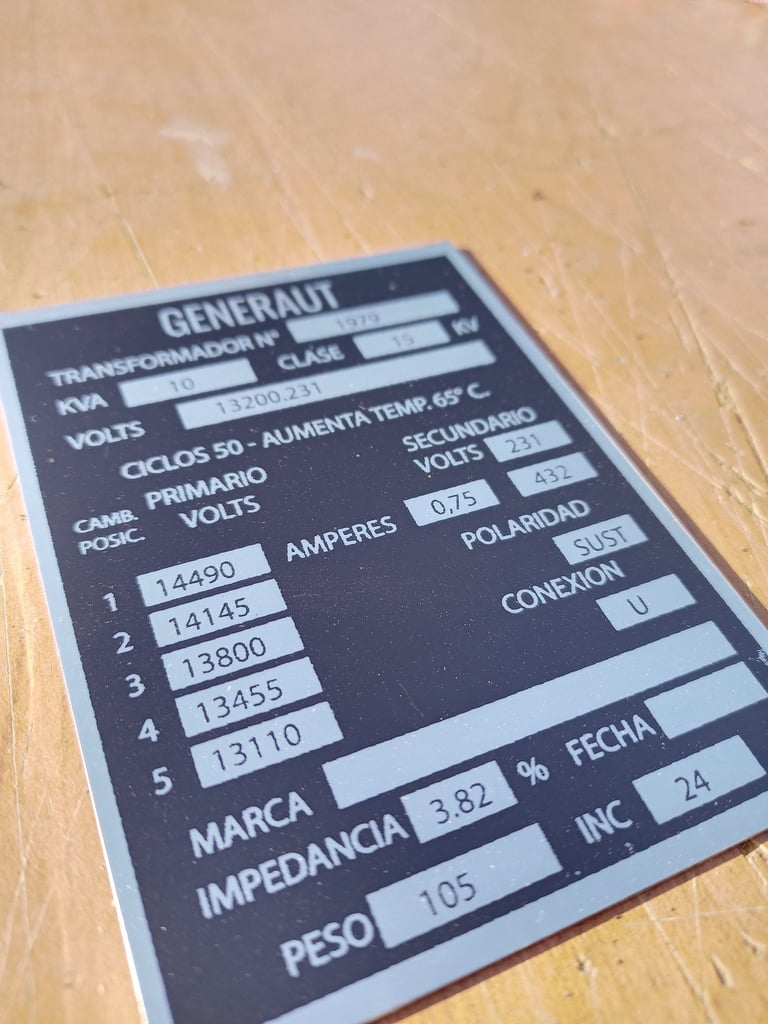 GENERAUT
TRANSFORMADOR Nº 1979
KVA 10 CLASE 15 KV
VOLTS 13200.231
CICLOS 50 - AUMENTA TEMP. 65º C.
CAMB. POSIC.
PRIMARIO VOLTS
SECUNDARIO VOLTS 231
432
AMPERES 0,75
POLARIDAD SUST
CONEXION U
1 14490
2 14145
3 13800
4 13455
5 13110
MARCA
IMPEDANCIA 3.82 % FECHA
PESO 105 INC 24